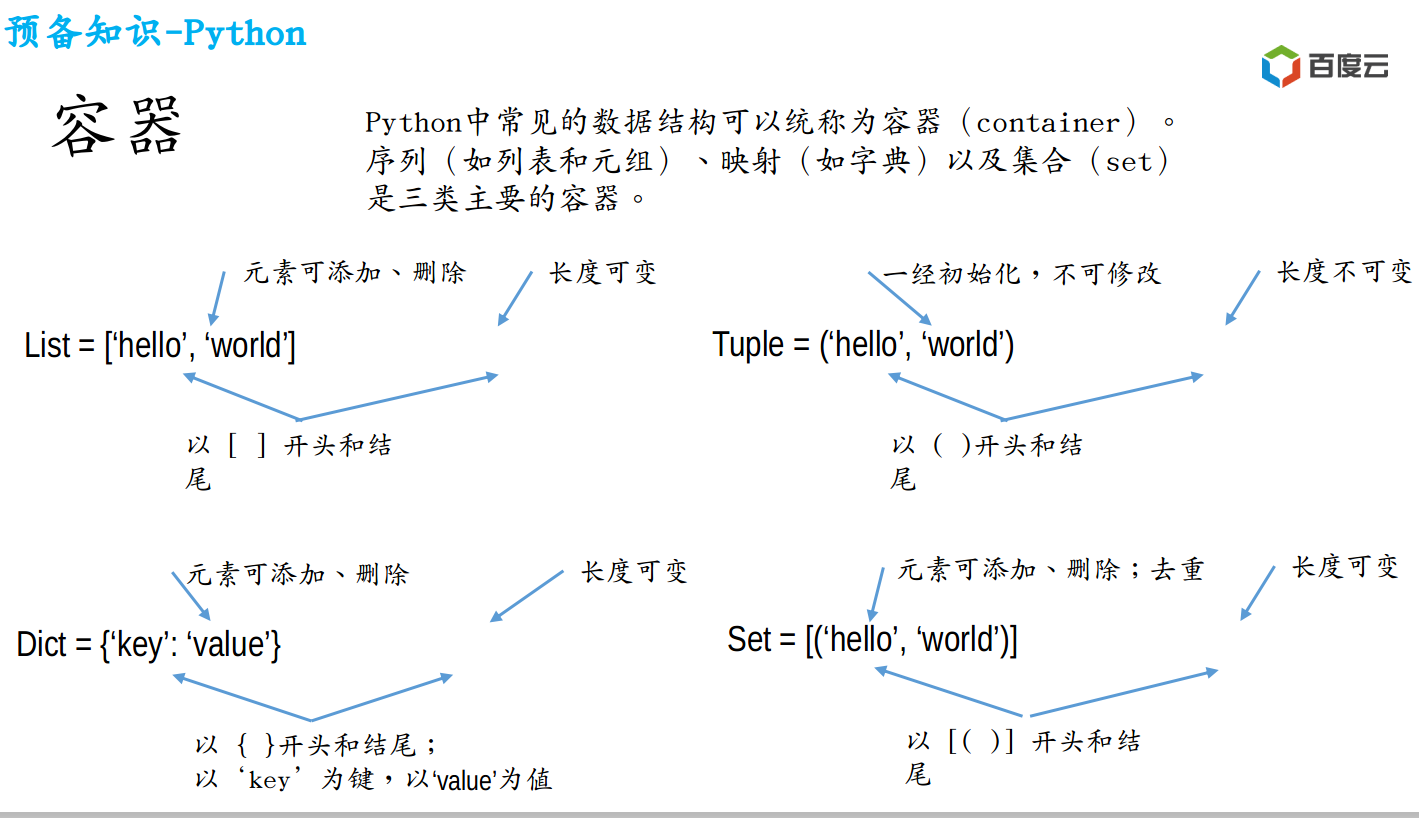 预备知识-Python
百度云
容器
Python中常见的数据结构可以统称为容器（container）。
序列（如列表和元组）、映射（如字典）以及集合（set）
是三类主要的容器。
元素可添加、删除
长度可变
List = [‘hello’, ‘world’]
以 [ ] 开头和结
尾
一经初始化，不可修改
长度不可变
Tuple = (‘hello’, ‘world’)
以 ( )开头和结
尾
元素可添加、删除
长度可变
Dict = {‘key’: ‘value’}
以 { }开头和结尾；
以‘key’为键，以‘value’为值
元素可添加、删除；去重
长度可变
Set = [(‘hello’, ‘world’)]
以 [( )] 开头和结
尾